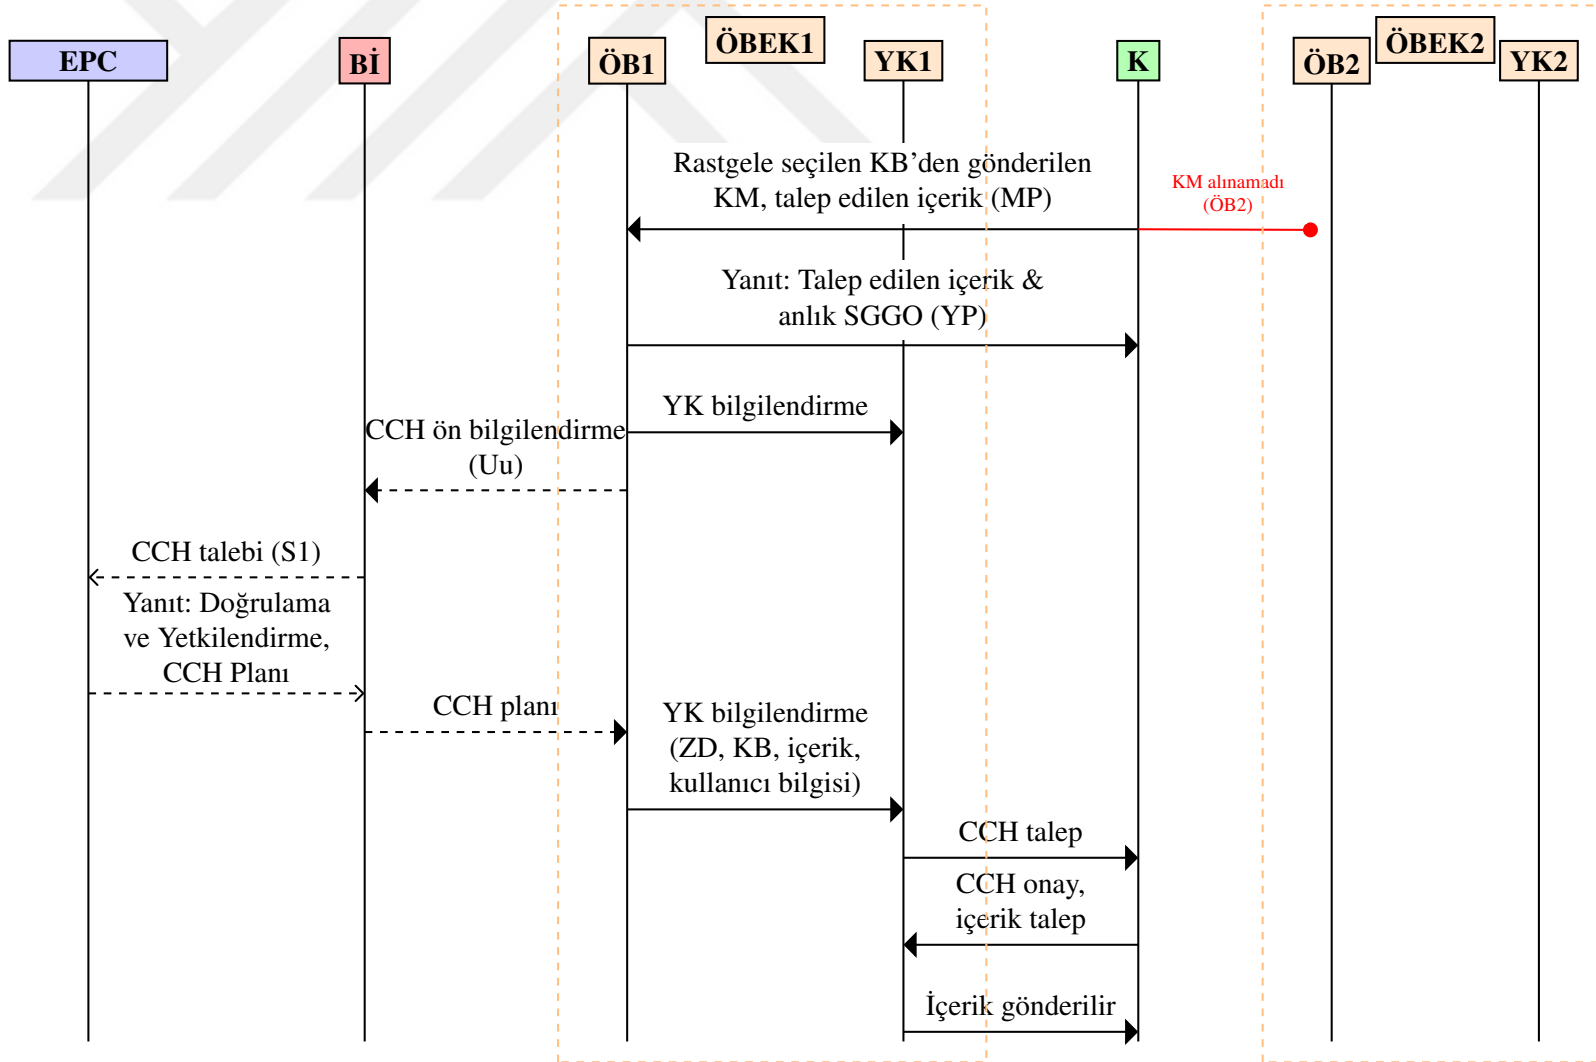 EPC
Bİ
ÖB1
ÖBEK1
YK1
K
ÖB2
ÖBEK2
YK2
Rastgele seçilen KB’den gönderilen
KM, talep edilen içerik (MP)
KM alınamadı
(ÖB2)
Yanıt: Talep edilen içerik &
anlık SGGO (YP)
YK bilgilendirme
CCH ön bilgilendirme
(Uu)
CCH talebi (S1)
Yanıt: Doğrulama
ve Yetkilendirme,
CCH Planı
CCH planı
YK bilgilendirme
(ZD, KB, içerik,
kullanıcı bilgisi)
CCH talep
CCH onay,
içerik talep
İçerik gönderilir